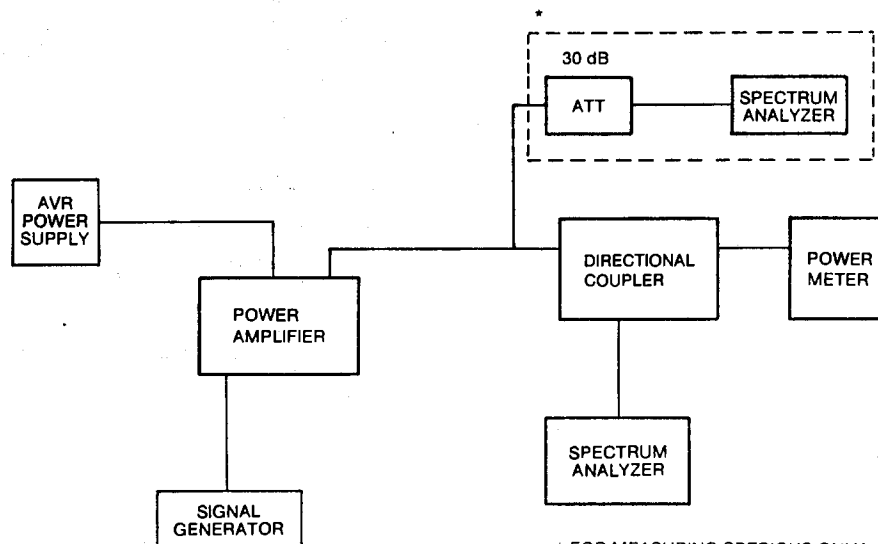 *
30 dB
ATT
SPECTRUM
ANALYZER
AVR
POWER
SUPPLY
DIRECTIONAL
COUPLER
POWER
METER
POWER
AMPLIFIER
SPECTRUM
ANALYZER
SIGNAL
GENERATOR